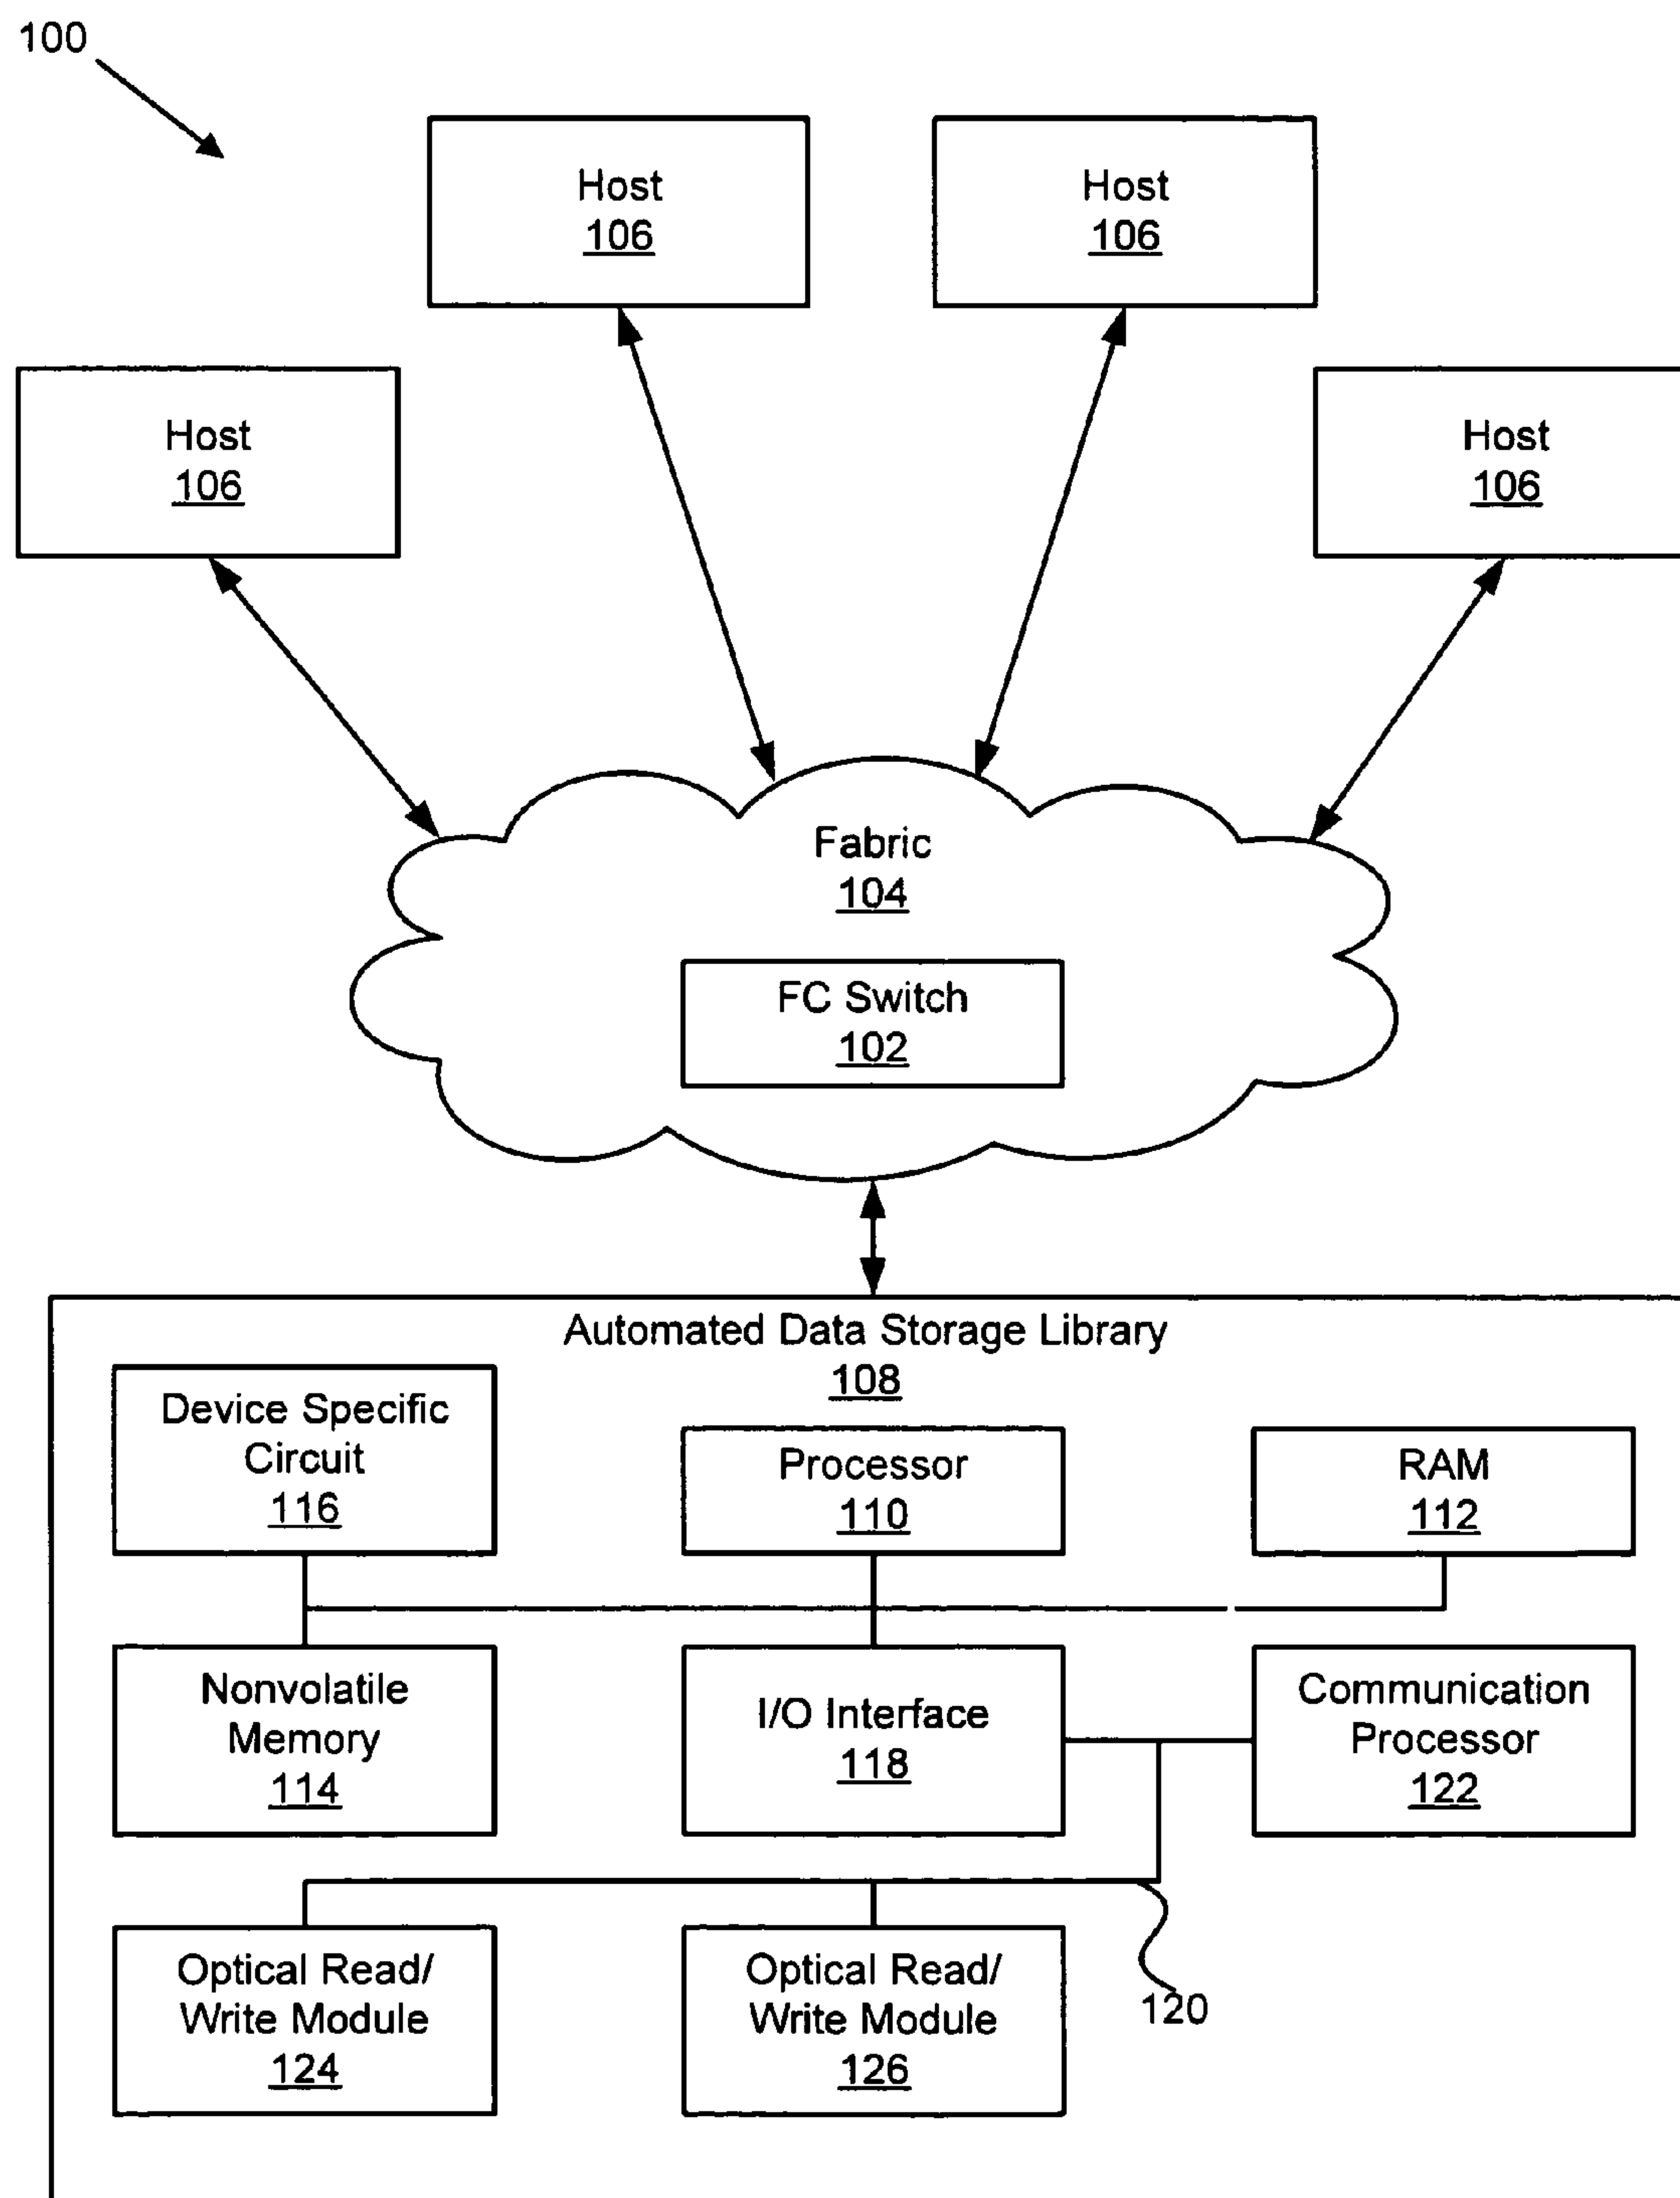 100
Host
106
Host
106
Host
106
Host
106
Fabric
104
FC Switch
102
Automated Data Storage Library
108
Device Specific
Circuit
116
Processor
110
RAM
112
Nonvolatile
Memory
114
I/O Interface
118
Communication
Processor
122
Optical Read/
Write Module
124
Optical Read/
Write Module
126
120